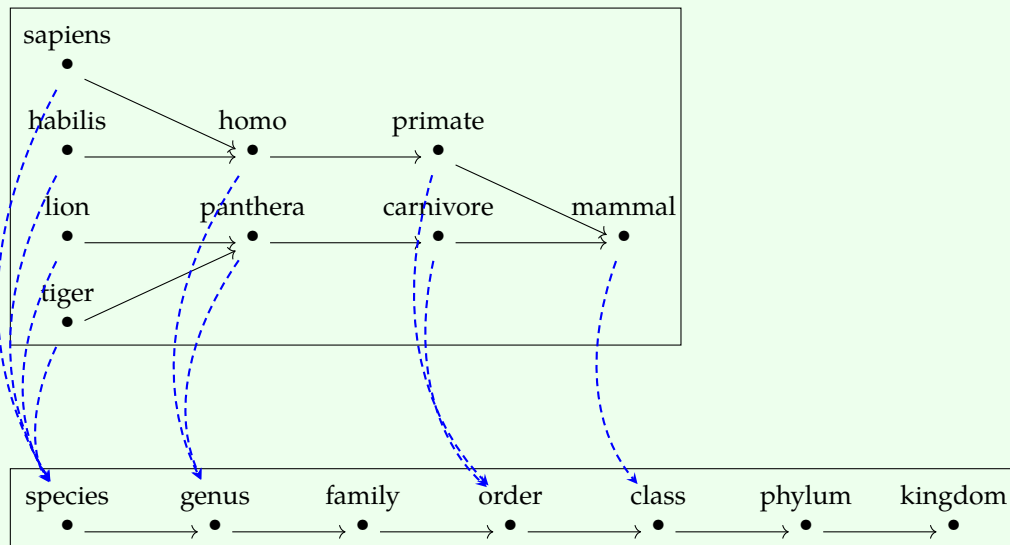 sapiens
habilis homo primate
lion panthera carnivore mammal
tiger
species genus family order class phylum kingdom